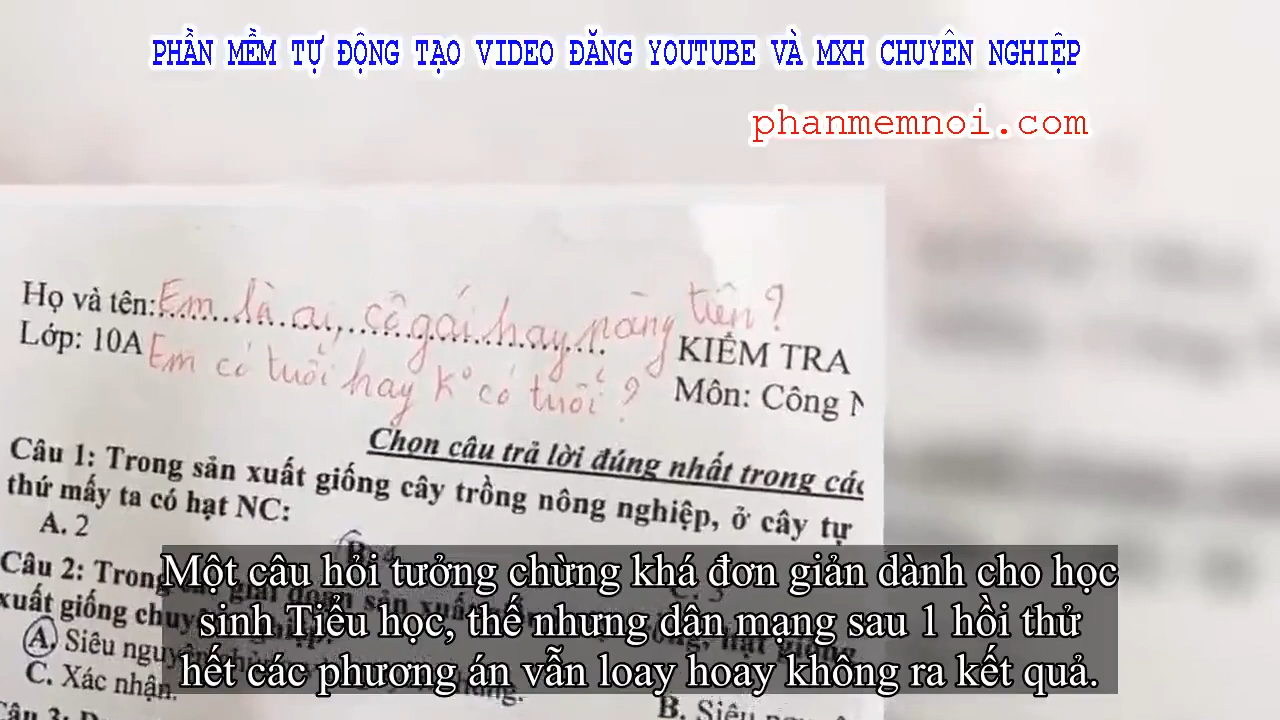 PHẦN MỀM TỰ ĐỘNG TẠO VIDEO ĐĂNG YOUTUBE VÀ MXH CHUYÊN NGHIỆP
phanmemnoi.com
Họ và tên: Em là ai, cô gái hay nàng tiên?
Lớp: 10A Em có tuổi hay k° có tuổi?
KIỂM TRA
Môn: Công N
Chọn câu trả lời đúng nhất trong các
Câu 1: Trong sản xuất giống cây trồng nông nghiệp, ở cây tự
thứ mấy ta có hạt NC:
A. 2
Câu 2: Trong
xuất giống chuy
A. Siêu nguyên
C. Xác nhận.
B. Siêu
Một câu hỏi tưởng chừng khá đơn giản dành cho học
sinh Tiểu học, thế nhưng dân mạng sau 1 hồi thử
hết các phương án vẫn loay hoay không ra kết quả.